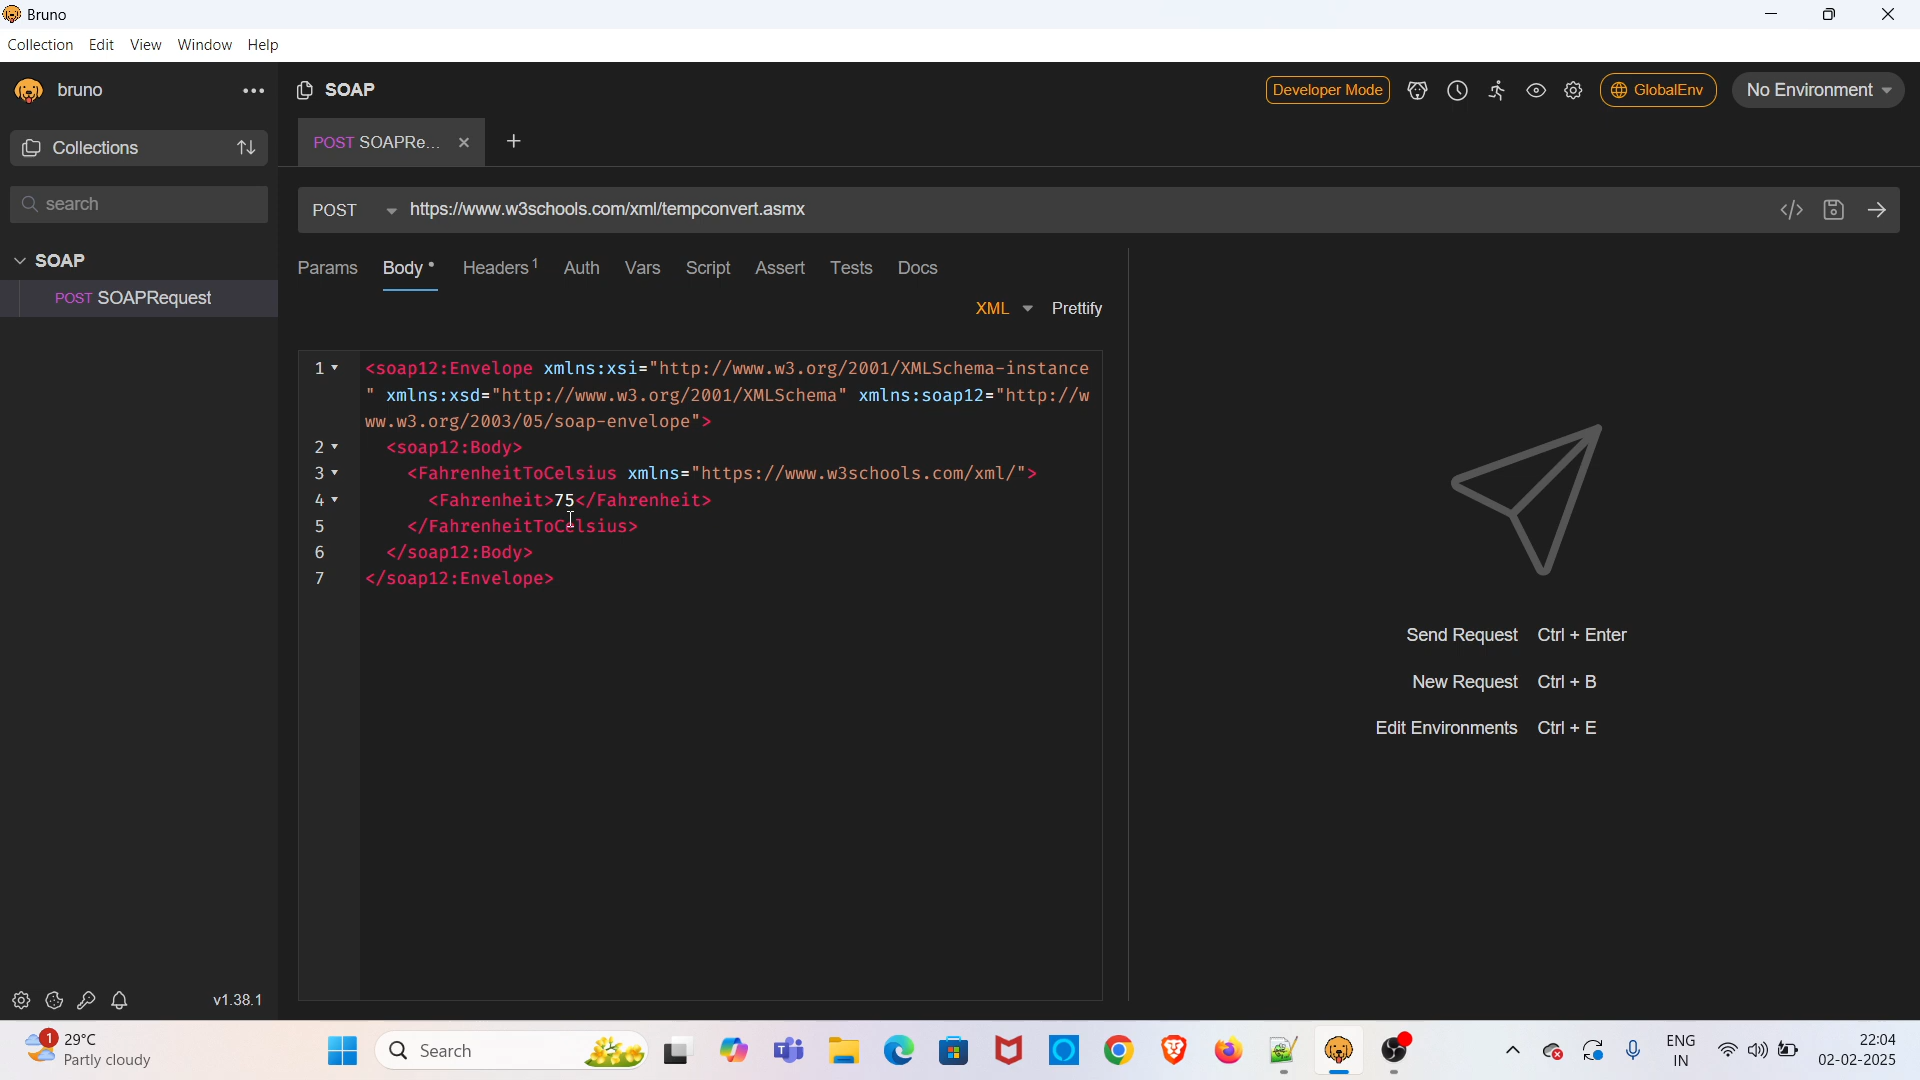 Bruno
Collection Edit View Window Help
bruno
SOAP
Developer Mode
GlobalEnv
No Environment
Collections
POST SOAPRe...
search
POST
https://www.w3schools.com/xml/tempconvert.asmx
SOAP
POST SOAPRequest
Params Body Headers 1 Auth Vars Script Assert Tests Docs
XML Prettify
1 <soap12:Envelope xmlns:xsi="http://www.w3.org/2001/XMLSchema-instance
" xmlns:xsd="http://www.w3.org/2001/XMLSchema" xmlns:soap12="http://w
ww.w3.org/2003/05/soap-envelope">
2 <soap12:Body>
3 <FahrenheitToCelsius xmlns="https://www.w3schools.com/xml/">
4 <Fahrenheit>75</Fahrenheit>
5 </FahrenheitToCelsius>
6 </soap12:Body>
7 </soap12:Envelope>
Send Request Ctrl + Enter
New Request Ctrl + B
Edit Environments Ctrl + E
v1.38.1
1
29°C
Partly cloudy
Search
ENG
IN
22:04
02-02-2025